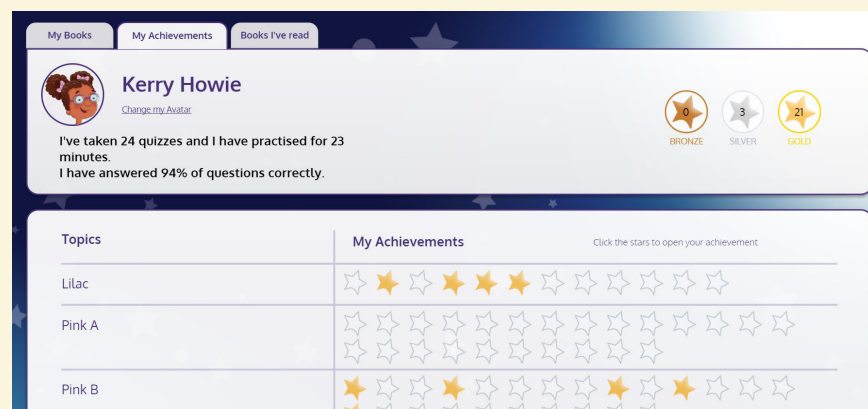 My Books
My Achievements
Books I've read
Kerry Howie
Change my Avatar
I've taken 24 quizzes and I have practised for 23
minutes.
I have answered 94% of questions correctly.
0
3
21
BRONZE
SILVER
GOLD
Topics
My Achievements
Click the stars to open your achievement
Lilac
Pink A
Pink B